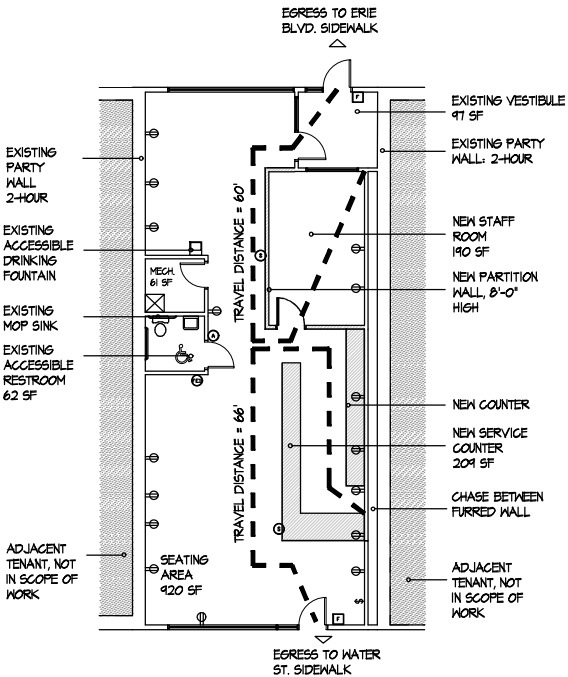 EGRESS TO ERIE
BLVD. SIDEWALK
F
EXISTING VESTIBULE
97 SF
EXISTING PARTY
WALL: 2-HOUR
EXISTING
PARTY
WALL
2-HOUR
NEW STAFF
ROOM
190 SF
EXISTING
ACCESSIBLE
DRINKING
FOUNTAIN
TRAVEL DISTANCE = 60'
MECH.
61 SF
NEW PARTITION
WALL, 8'-0"
HIGH
EXISTING
MOP SINK
A
EXISTING
ACCESSIBLE
RESTROOM
62 SF
NEW COUNTER
TRAVEL DISTANCE = 66'
NEW SERVICE
COUNTER
209 SF
CHASE BETWEEN
FURRED WALL
ADJACENT
TENANT, NOT
IN SCOPE OF
WORK
SEATING
AREA
920 SF
ADJACENT
TENANT, NOT
IN SCOPE OF
WORK
S
F
EGRESS TO WATER
ST. SIDEWALK